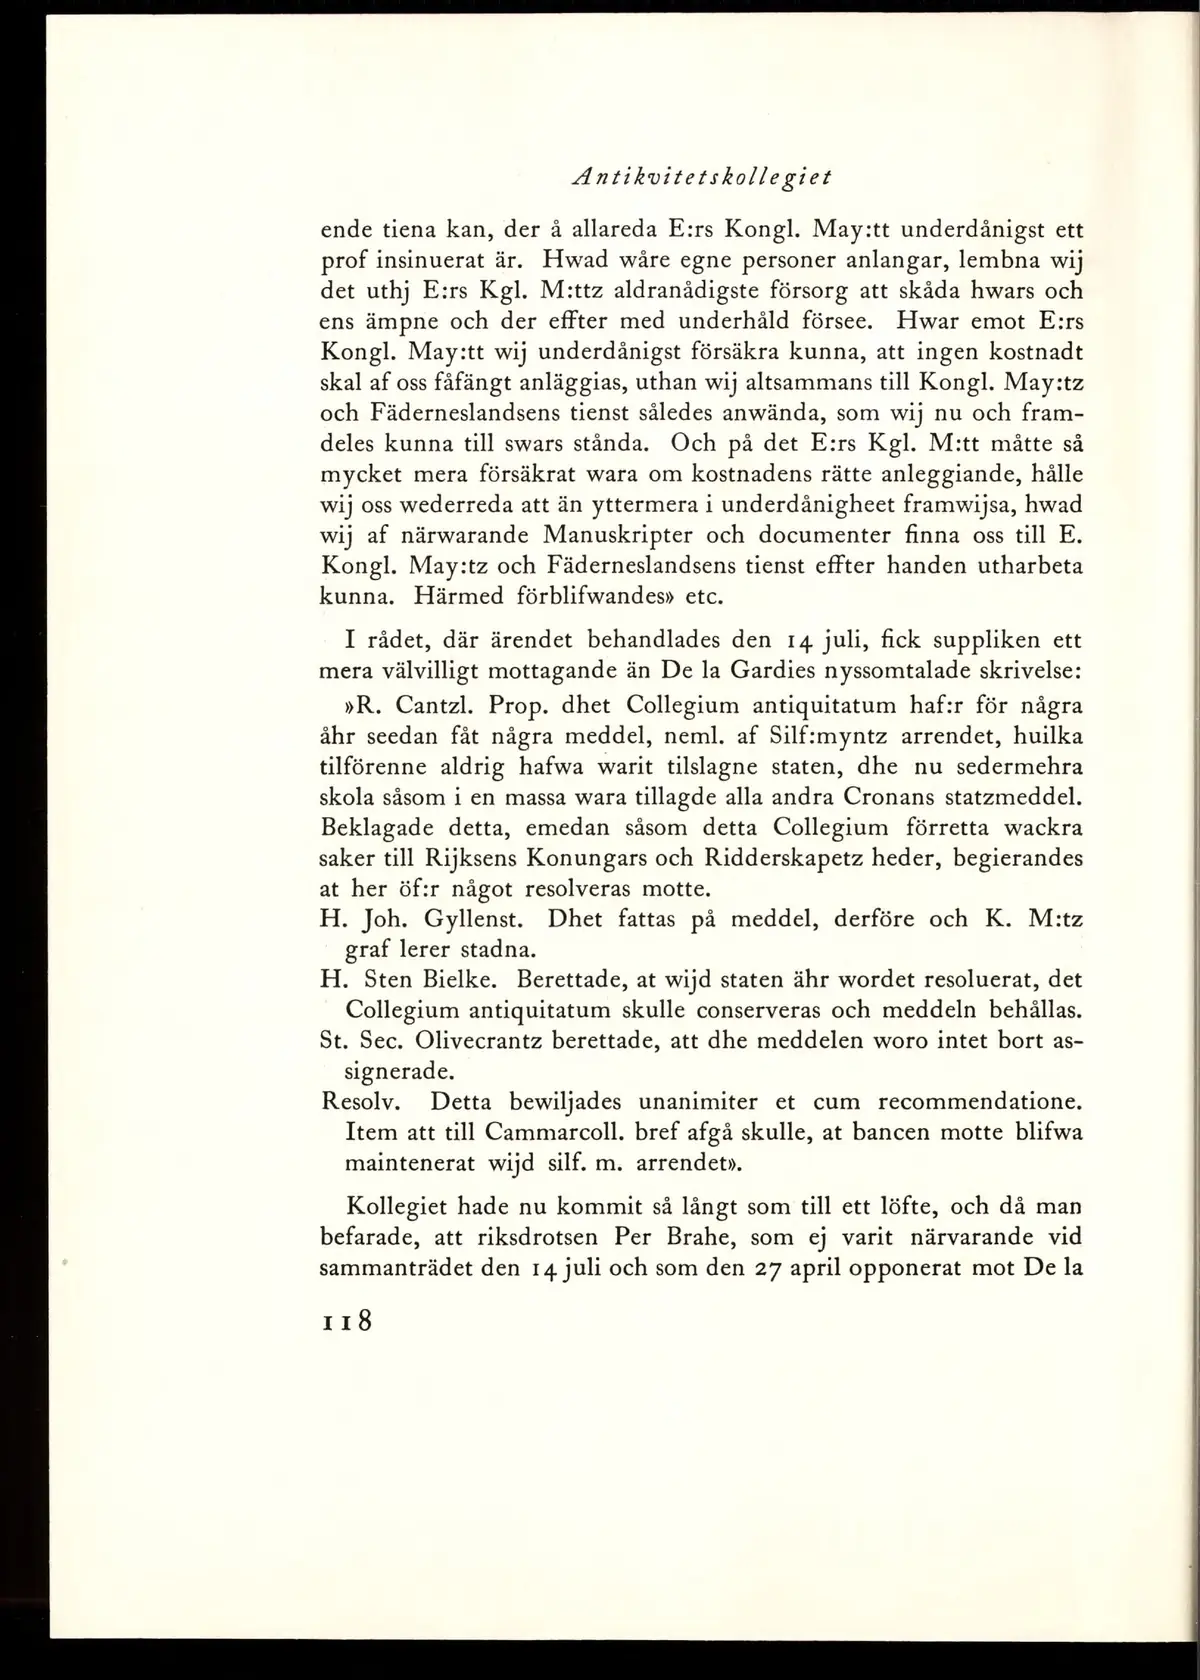 Antikvitetskollegiet
ende tiena kan, der å allareda E:rs Kongl. May:tt underdånigst ett
prof insinuerat är. Hwad wåre egne personer anlangar, lembna wij
det uthj E:rs Kgl. M:ttz aldranådigste försorg att skåda hwars och
ens ämpne och der effter med underhåld försee. Hwar emot E:rs
Kongl. May:tt wij underdånigst försäkra kunna, att ingen kostnadt
skal af oss fåfängt anläggias, uthan wij altsammans till Kongl. May:tz
och Fäderneslandsens tienst således anwända, som wij nu och fram-
deles kunna till swars stånda. Och på det E:rs Kgl. M:tt måtte så
mycket mera försäkrat wara om kostnadens rätte anleggiande, hålle
wij oss wederreda att än yttermera i underdånigheet framwijsa, hwad
wij af närwarande Manuskripter och documenter finna oss till E.
Kongl. May:tz och Fäderneslandsens tienst effter handen utharbeta
kunna. Härmed förblifwandes» etc.
I rådet, där ärendet behandlades den 14 juli, fick suppliken ett
mera välvilligt mottagande än De la Gardies nyssomtalade skrivelse:
»R. Cantzl. Prop. dhet Collegium antiquitatum haf:r för några
åhr seedan fåt några meddel, neml. af Silf:myntz arrendet, huilka
tilförenne aldrig hafwa warit tilslagne staten, dhe nu sedermehra
skola såsom i en massa wara tillagde alla andra Cronans statzmeddel.
Beklagade detta, emedan såsom detta Collegium förretta wackra
saker till Rijksens Konungars och Ridderskapetz heder, begierandes
at her öf:r något resolveras motte.
H. Joh. Gyllenst. Dhet fattas på meddel, derföre och K. M:tz
graf lerer stadna.
H. Sten Bielke. Berettade, at wijd staten ähr wordet resoluerat, det
Collegium antiquitatum skulle conserveras och meddeln behållas.
St. Sec. Olivecrantz berettade, att dhe meddelen woro intet bort as-
signerade.
Resolv. Detta bewiljades unanimiter et cum recommendatione.
Item att till Cammarcoll. bref afgå skulle, at bancen motte blifwa
maintenerat wijd silf. m. arrendet».
Kollegiet hade nu kommit så långt som till ett löfte, och då man
befarade, att riksdrotsen Per Brahe, som ej varit närvarande vid
sammanträdet den 14 juli och som den 27 april opponerat mot De la
118